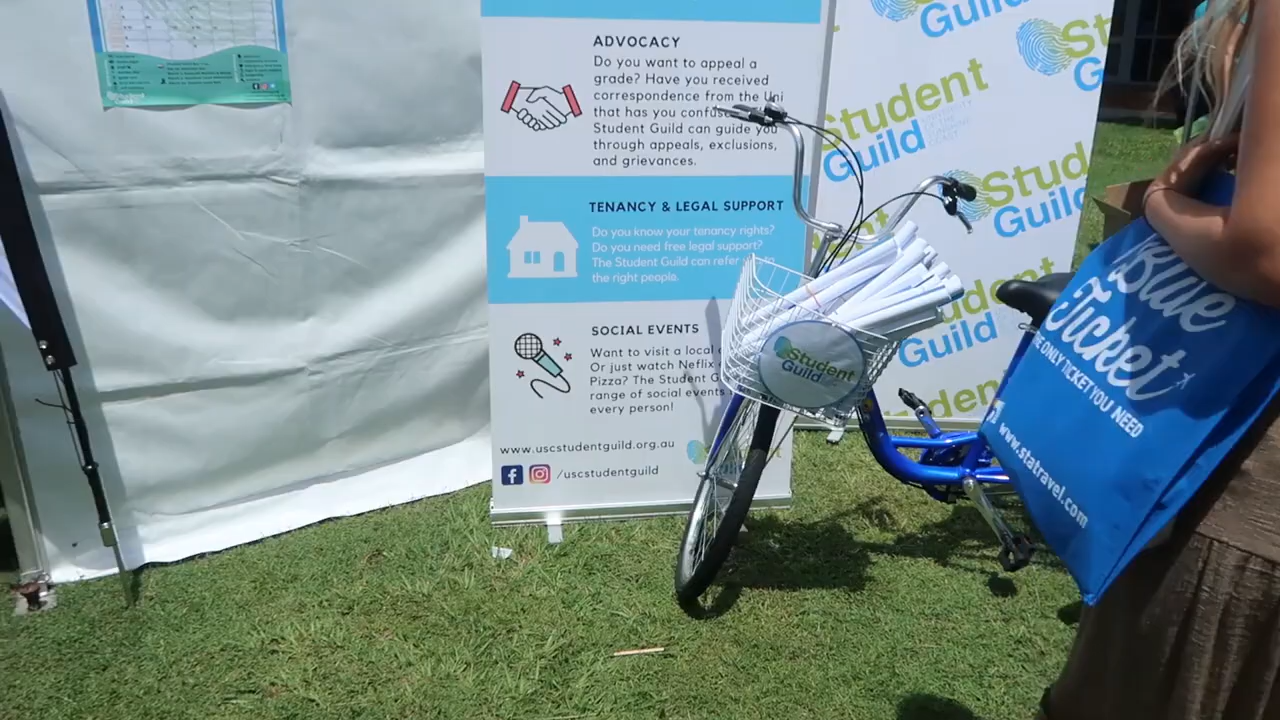 ADVOCACY
Do you want to appeal a
grade? Have you received
correspondence from the Uni
that has you
Student Guild can guide you
through appeals, exclusions,
and grievances.
TENANCY & LEGAL SUPPORT
Do you know your tenancy rights?
Do you need free legal support?
The Student Guild can refer
the right people.
SOCIAL EVENTS
Want to visit a local
Or just watch Neflix
Pizza? The Student
range of social events
every person!
www.uscstudentguild.org.au
/uscstudentguild
Student
Guild
Guild
Student
Guild
Student
Guild
Guild
Student
Blue
Ticket
THE ONLY TICKET YOU NEED
www.statravel.com